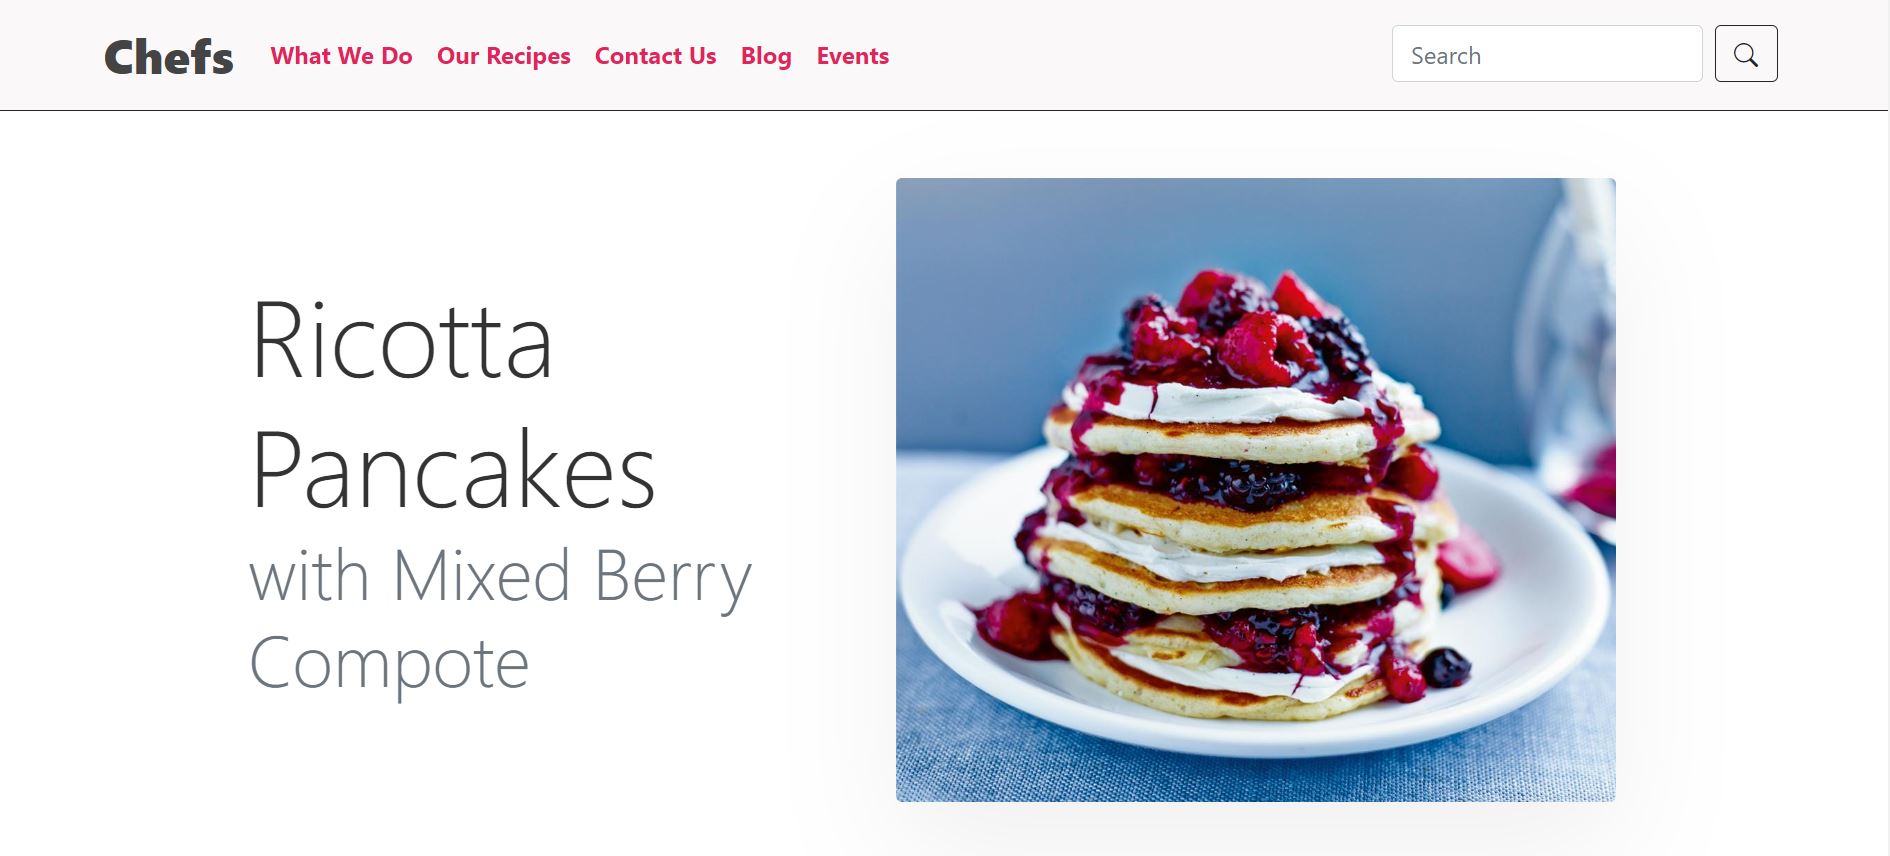 Chefs What We Do Our Recipes Contact Us Blog Events Search
Ricotta
Pancakes
with Mixed Berry
Compote